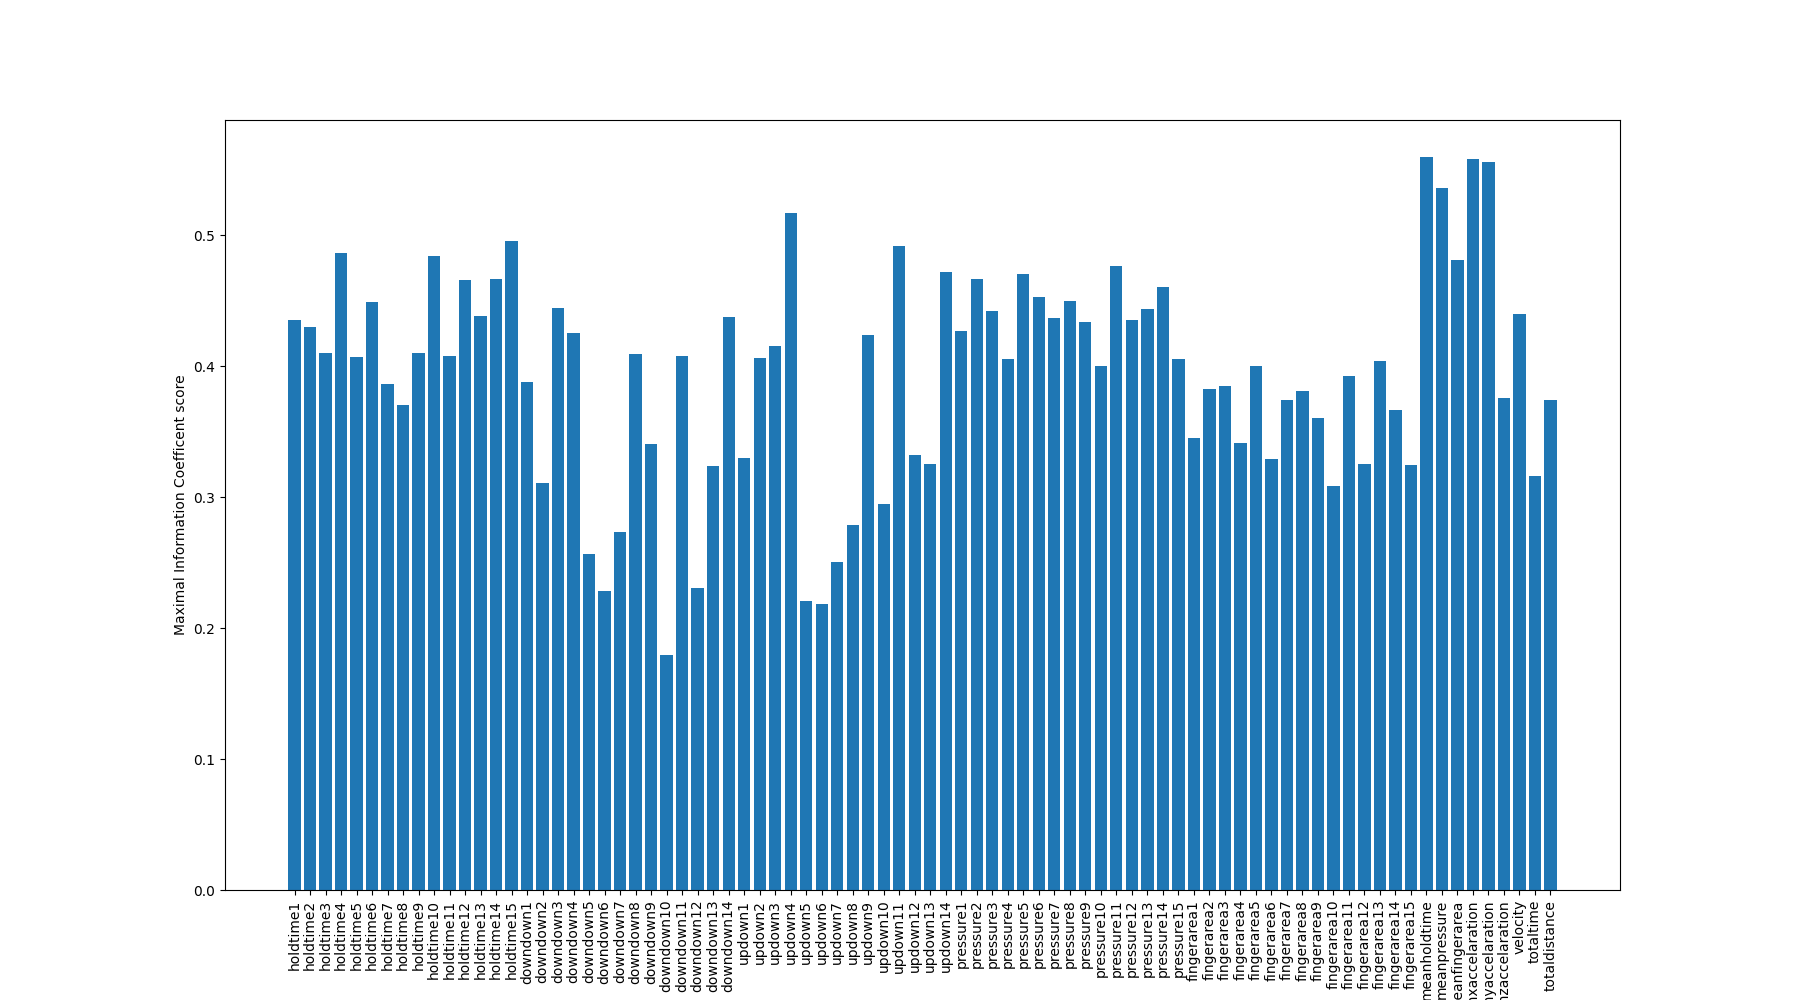 Maximal Information Coefficent score
0.5
0.4
0.3
0.2
0.1
0.0
holdtime1
holdtime2
holdtime3
holdtime4
holdtime5
holdtime6
holdtime7
holdtime8
holdtime9
holdtime10
holdtime11
holdtime12
holdtime13
holdtime14
holdtime15
downdown1
downdown2
downdown3
downdown4
downdown5
downdown6
downdown7
downdown8
downdown9
downdown10
downdown11
downdown12
downdown13
downdown14
updown1
updown2
updown3
updown4
updown5
updown6
updown7
updown8
updown9
updown10
updown11
updown12
updown13
updown14
pressure1
pressure2
pressure3
pressure4
pressure5
pressure6
pressure7
pressure8
pressure9
pressure10
pressure11
pressure12
pressure13
pressure14
pressure15
fingerarea1
fingerarea2
fingerarea3
fingerarea4
fingerarea5
fingerarea6
fingerarea7
fingerarea8
fingerarea9
fingerarea10
fingerarea11
fingerarea12
fingerarea13
fingerarea14
fingerarea15
meanholdtime
meanpressure
eanfingerarea
nxaccelaration
nyaccelaration
nzaccelaration
velocity
totaltime
totaldistance